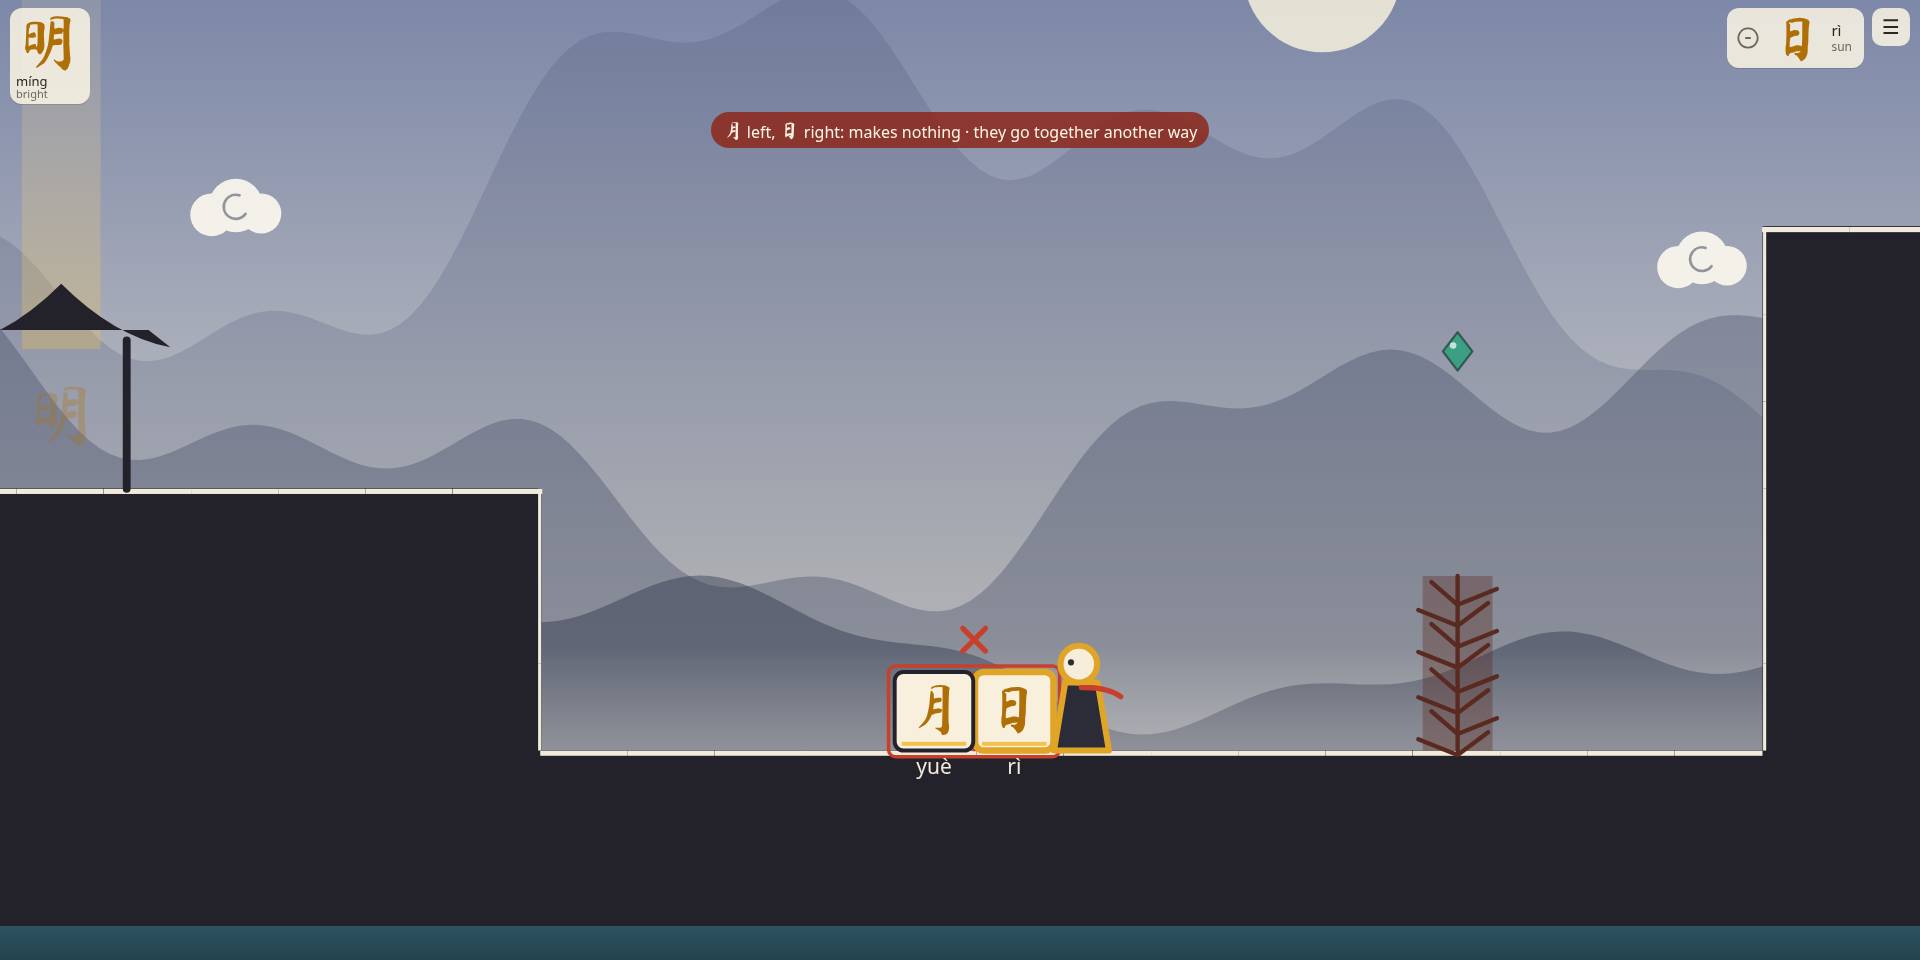 明
míng
bright
日
rì
sun
☰
月 left, 日 right: makes nothing · they go together another way
明
月
日
yuè
rì